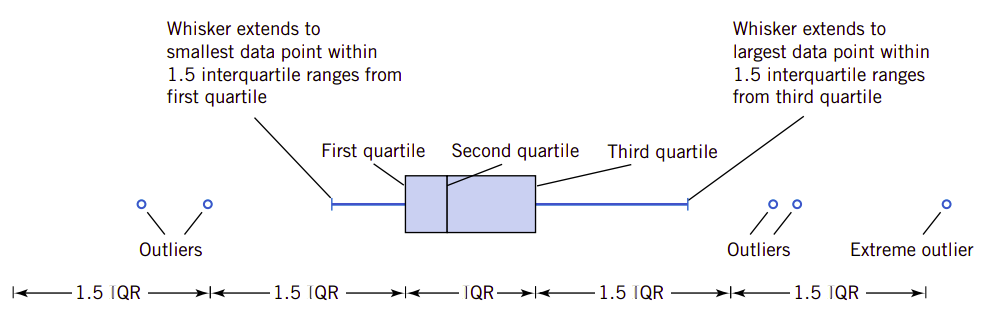 Whisker extends to
smallest data point within
1.5 interquartile ranges from
first quartile
Whisker extends to
largest data point within
1.5 interquartile ranges
from third quartile
First quartile
Second quartile
Third quartile
Outliers
Outliers
Extreme outlier
1.5 IQR
1.5 IQR
IQR
1.5 IQR
1.5 IQR